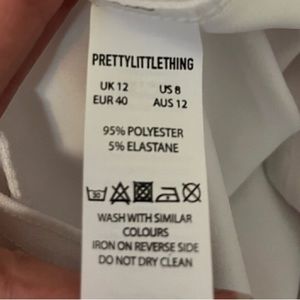 PRETTYLITTLETHING
UK 12 US 8
EUR 40 AUS 12
95% POLYESTER
5% ELASTANE
30
WASH WITH SIMILAR
COLOURS
IRON ON REVERSE SIDE
DO NOT DRY CLEAN